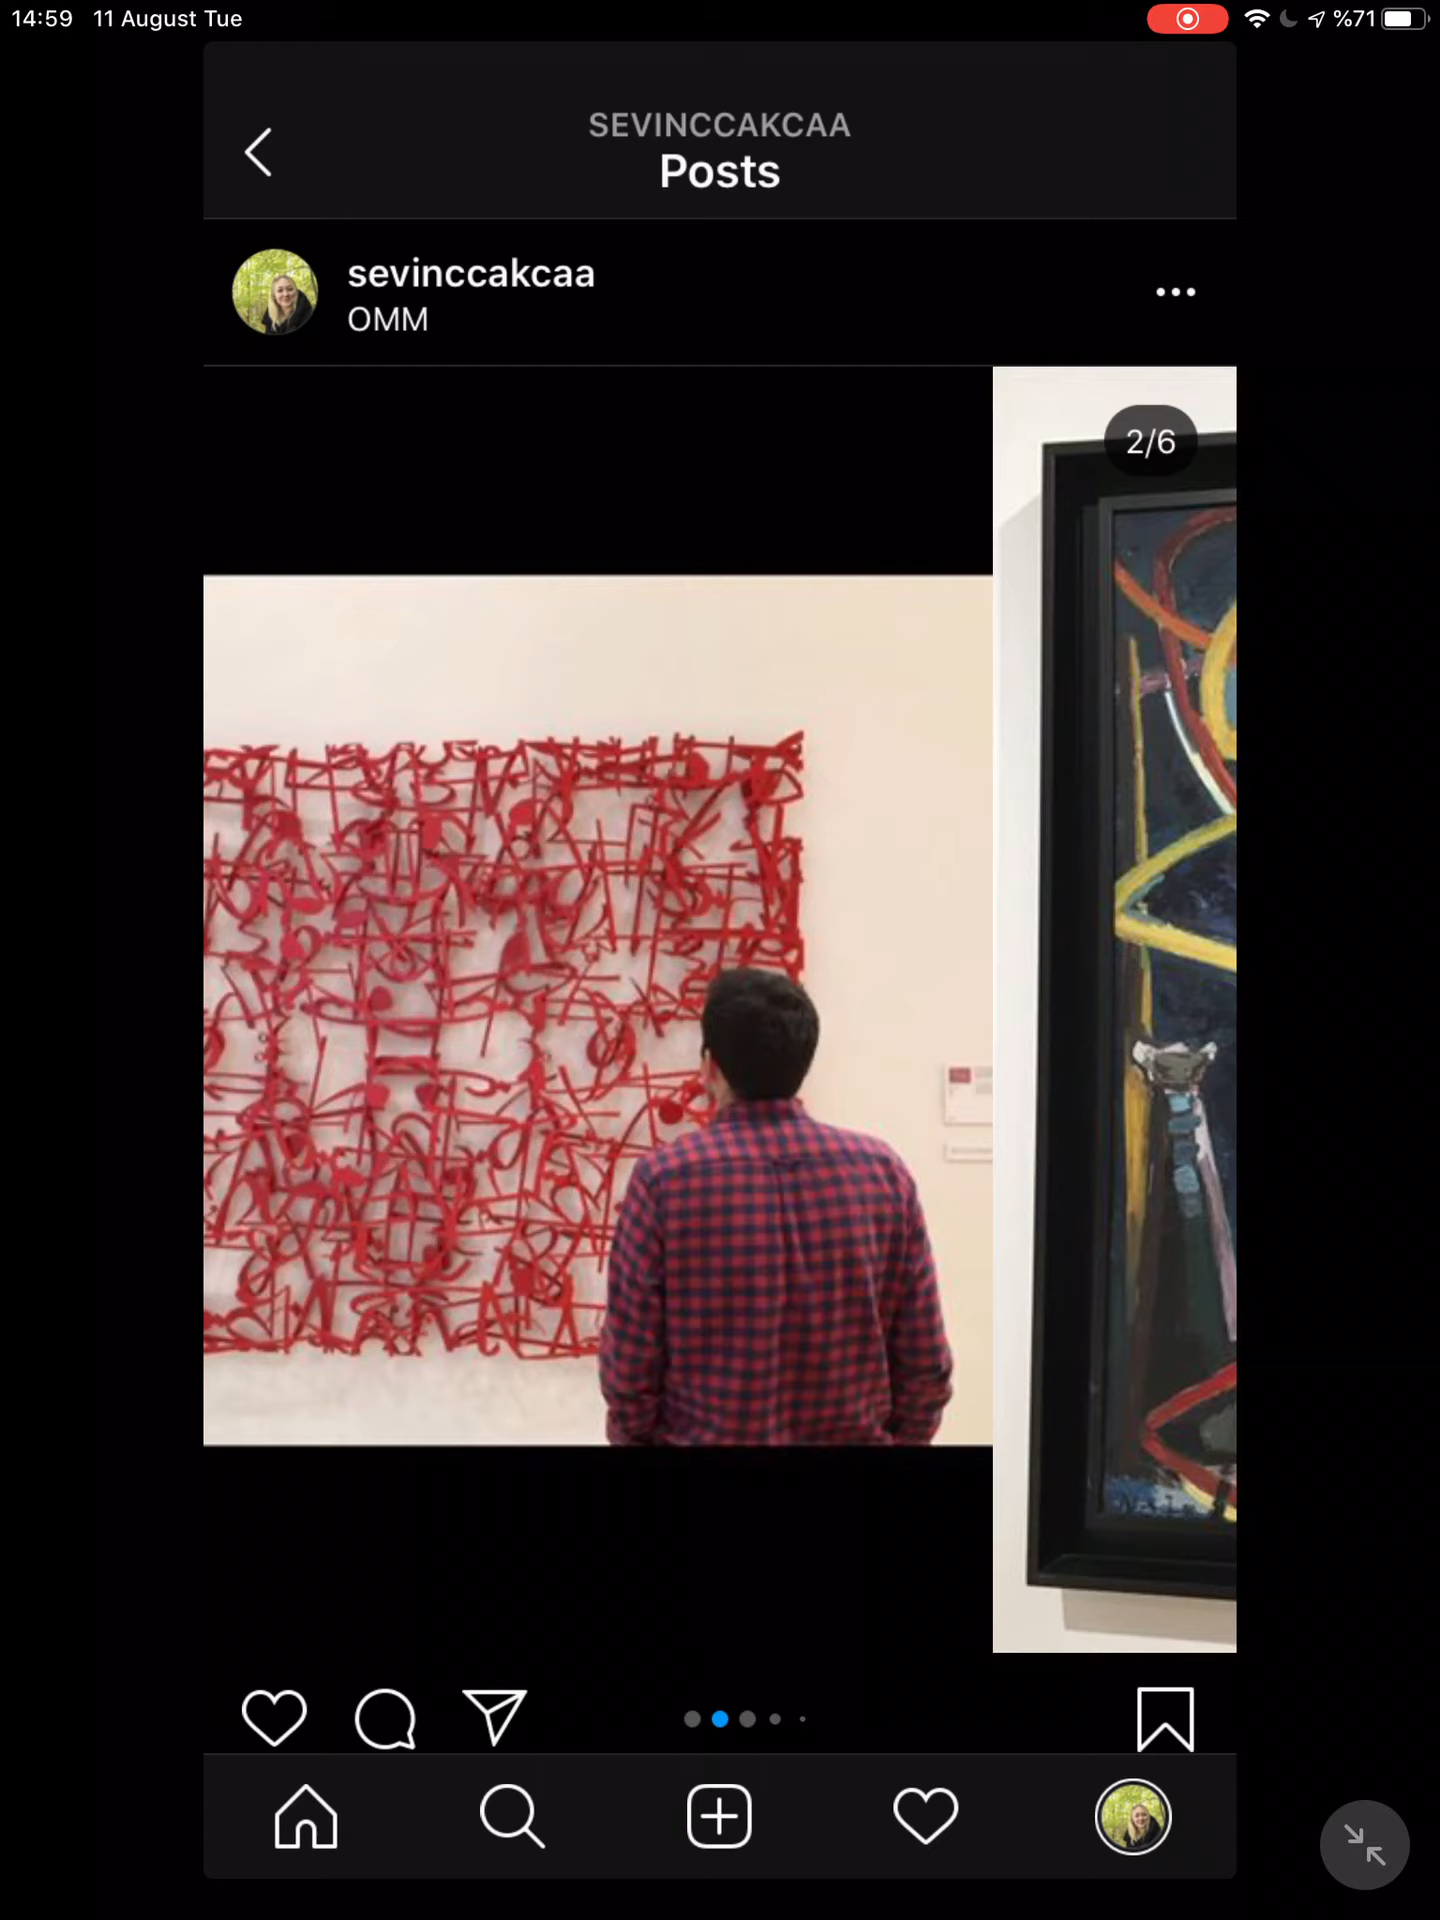 14:59 11 August Tue
%71
SEVINCCAKCAA
Posts
sevinccakcaa
OMM
2/6